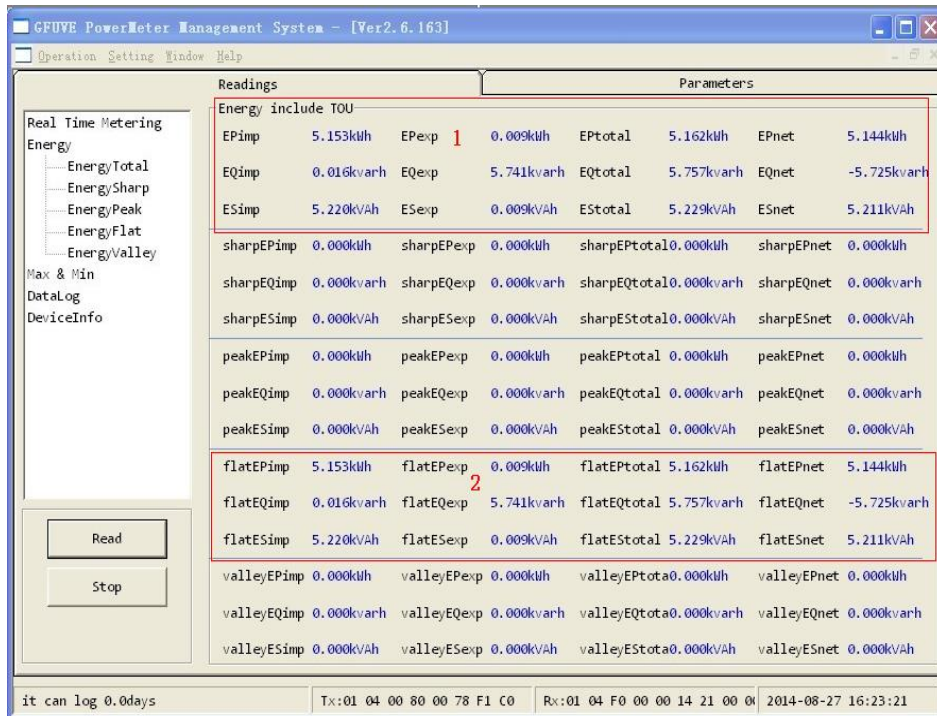 GFUVE PowerMeter Management System - [Ver2.6.163]
Operation Setting Window Help
Readings Parameters
Real Time Metering
Energy
EnergyTotal
EnergySharp
EnergyPeak
EnergyFlat
EnergyValley
Max & Min
DataLog
DeviceInfo
Read
Stop
Energy include TOU
EPimp 5.153kWh EPexp 1 0.009kWh EPtotal 5.162kWh EPnet 5.144kWh
EQimp 0.016kvarh EQexp 5.741kvarh EQtotal 5.757kvarh EQnet -5.725kvarh
ESimp 5.220kVAh ESexp 0.009kVAh EStotal 5.229kVAh ESnet 5.211kVAh
sharpEPimp 0.000kWh sharpEPexp 0.000kWh sharpEPtotal0.000kWh sharpEPnet 0.000kWh
sharpEQimp 0.000kvarh sharpEQexp 0.000kvarh sharpEQtotal0.000kvarh sharpEQnet 0.000kvarh
sharpESimp 0.000kVAh sharpESexp 0.000kVAh sharpEStotal0.000kVAh sharpESnet 0.000kVAh
peakEPimp 0.000kWh peakEPexp 0.000kWh peakEPtotal 0.000kWh peakEPnet 0.000kWh
peakEQimp 0.000kvarh peakEQexp 0.000kvarh peakEQtotal 0.000kvarh peakEQnet 0.000kvarh
peakESimp 0.000kVAh peakESexp 0.000kVAh peakEStotal 0.000kVAh peakESnet 0.000kVAh
flatEPimp 5.153kWh flatEPexp 0.009kWh flatEPtotal 5.162kWh flatEPnet 5.144kWh
2
flatEQimp 0.016kvarh flatEQexp 5.741kvarh flatEQtotal 5.757kvarh flatEQnet -5.725kvarh
flatESimp 5.220kVAh flatESexp 0.009kVAh flatEStotal 5.229kVAh flatESnet 5.211kVAh
valleyEPimp 0.000kWh valleyEPexp 0.000kWh valleyEPtota0.000kWh valleyEPnet 0.000kWh
valleyEQimp 0.000kvarh valleyEQexp 0.000kvarh valleyEQtota0.000kvarh valleyEQnet 0.000kvarh
valleyESimp 0.000kVAh valleyESexp 0.000kVAh valleyEStota0.000kVAh valleyESnet 0.000kVAh
it can log 0.0days Tx:01 04 00 80 00 78 F1 C0 Rx:01 04 F0 00 00 14 21 00 2014-08-27 16:23:21